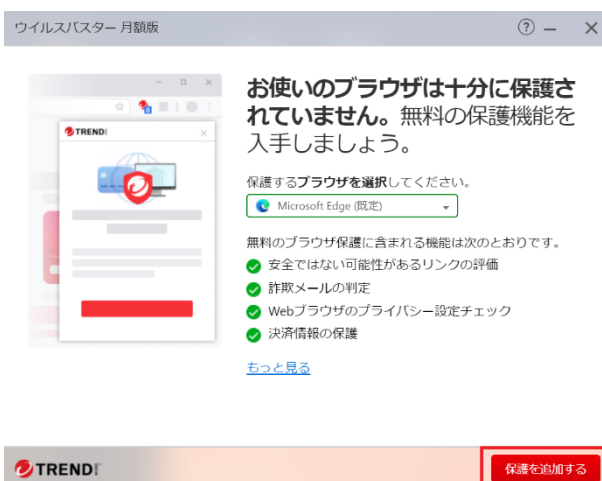 ウイルスバスター 月額版
TREND
お使いのブラウザは十分に保護さ
れていません。無料の保護機能を
入手しましょう。
保護するブラウザを選択してください。
Microsoft Edge (既定)
無料のブラウザ保護に含まれる機能は次のとおりです。
安全ではない可能性があるリンクの評価
詐欺メールの判定
Webブラウザのプライバシー設定チェック
決済情報の保護
もっと見る
TREND
保護を追加する